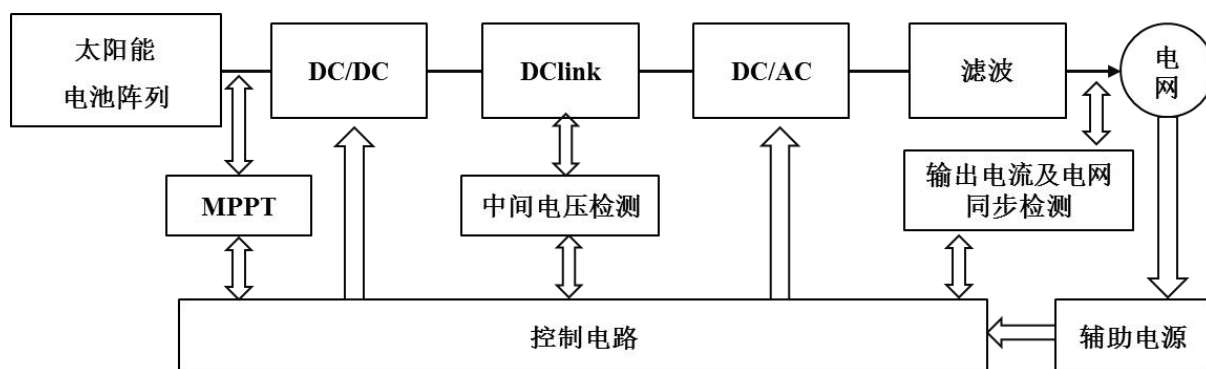 太阳能
电池阵列
DC/DC
DClink
DC/AC
滤波
电
网
MPPT
中间电压检测
输出电流及电网
同步检测
控制电路
辅助电源